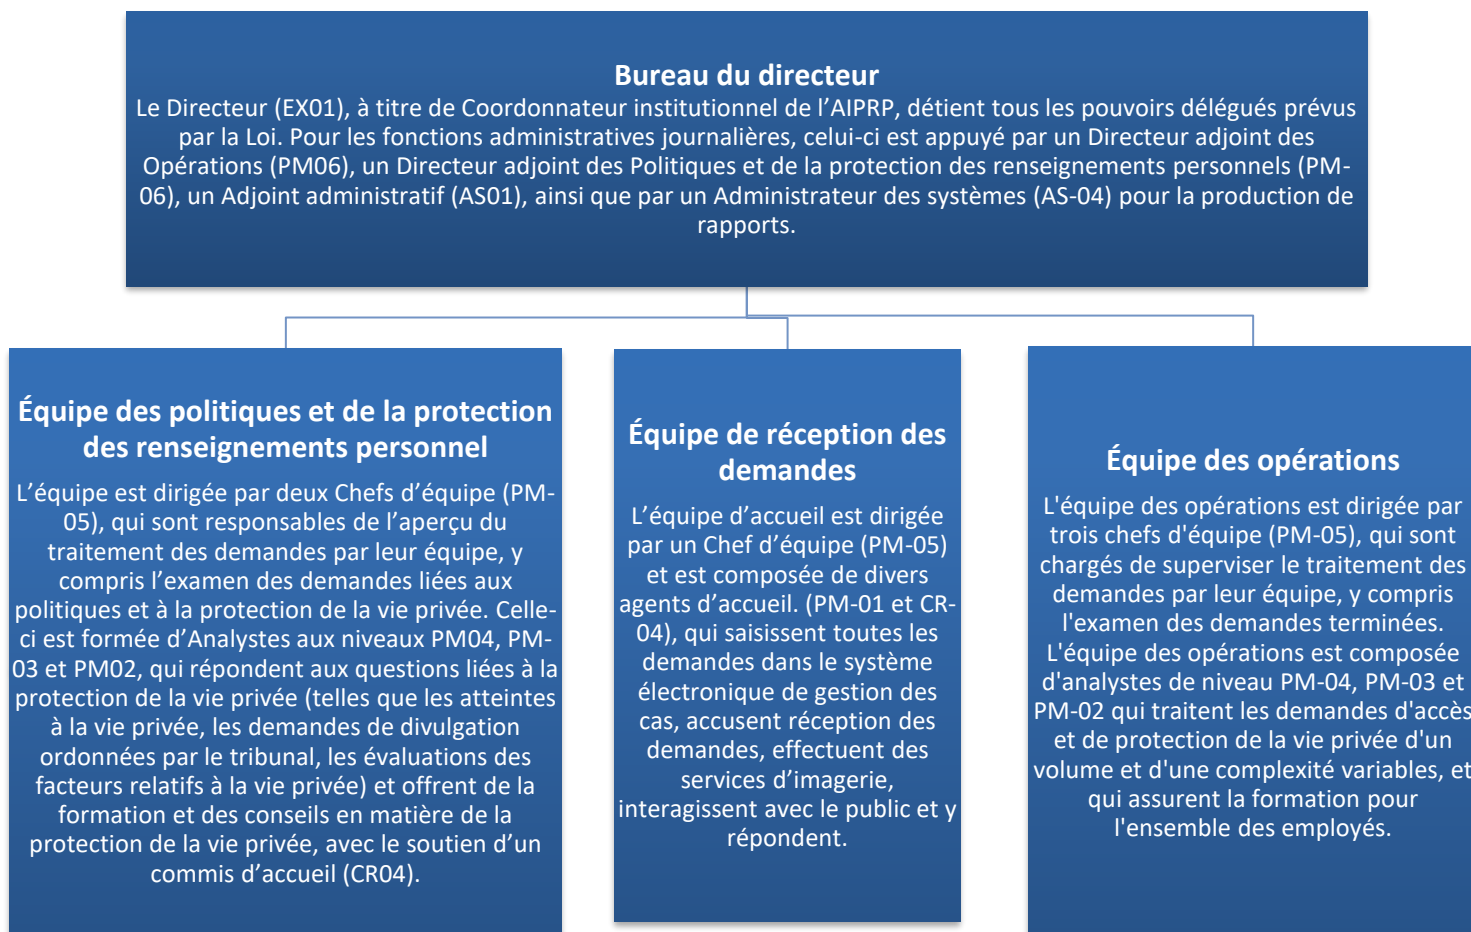 Bureau du directeur
Le Directeur (EX01), à titre de Coordonnateur institutionnel de l’AIPRP, détient tous les pouvoirs délégués prévus
par la Loi. Pour les fonctions administratives journalières, celui-ci est appuyé par un Directeur adjoint des
Opérations (PM06), un Directeur adjoint des Politiques et de la protection des renseignements personnels (PM-
06), un Adjoint administratif (AS01), ainsi que par un Administrateur des systèmes (AS-04) pour la production de
rapports.
Équipe des politiques et de la protection
des renseignements personnel
L’équipe est dirigée par deux Chefs d’équipe (PM-
05), qui sont responsables de l’aperçu du
traitement des demandes par leur équipe, y
compris l’examen des demandes liées aux
politiques et à la protection de la vie privée. Celle-
ci est formée d’Analystes aux niveaux PM04, PM-
03 et PM02, qui répondent aux questions liées à la
protection de la vie privée (telles que les atteintes
à la vie privée, les demandes de divulgation
ordonnées par le tribunal, les évaluations des
facteurs relatifs à la vie privée) et offrent de la
formation et des conseils en matière de la
protection de la vie privée, avec le soutien d’un
commis d’accueil (CR04).
Équipe de réception des
demandes
L’équipe d’accueil est dirigée
par un Chef d’équipe (PM-05)
et est composée de divers
agents d’accueil. (PM-01 et CR-
04), qui saisissent toutes les
demandes dans le système
électronique de gestion des
cas, accusent réception des
demandes, effectuent des
services d’imagerie,
interagissent avec le public et y
répondent.
Équipe des opérations
L'équipe des opérations est dirigée par
trois chefs d'équipe (PM-05), qui sont
chargés de superviser le traitement des
demandes par leur équipe, y compris
l'examen des demandes terminées.
L'équipe des opérations est composée
d'analystes de niveau PM-04, PM-03 et
PM-02 qui traitent les demandes d'accès
et de protection de la vie privée d'un
volume et d'une complexité variables, et
qui assurent la formation pour
l'ensemble des employés.